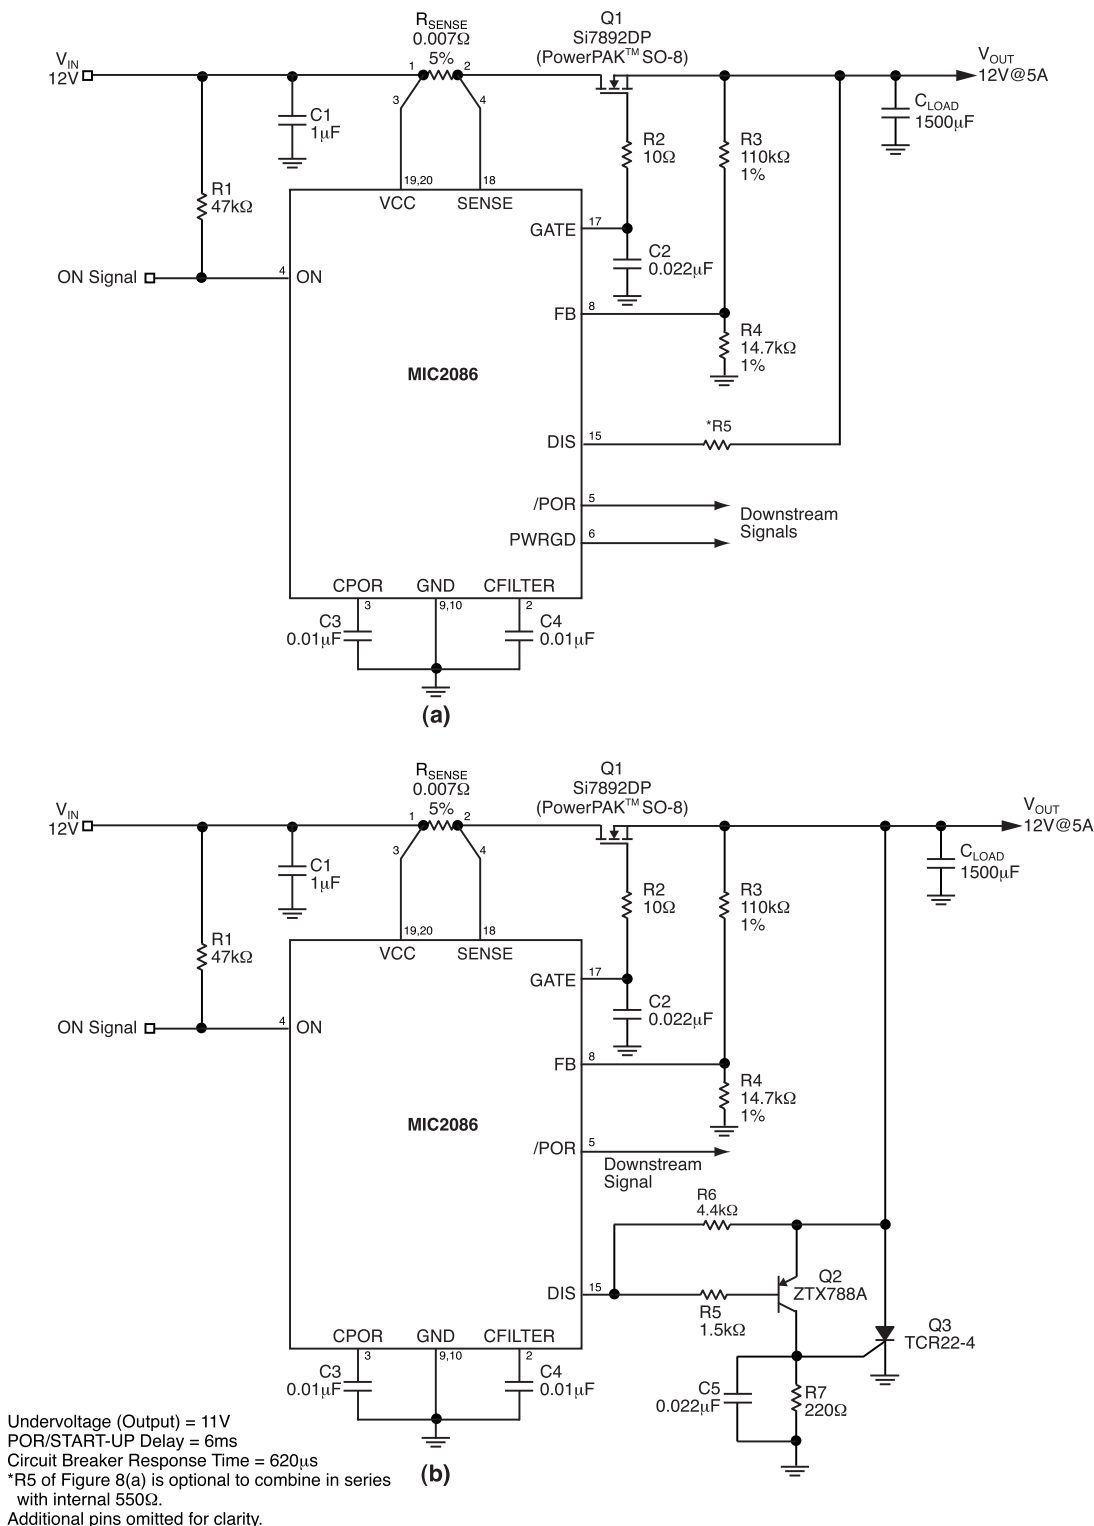 R_SENSE
0.007Ω
5%
Q1
Si7892DP
(PowerPAK™ SO-8)
V_IN
12V
1
2
V_OUT
12V@5A
3
4
C1
1µF
C_LOAD
1500µF
R2
10Ω
R3
110kΩ
1%
R1
47kΩ
19,20
18
VCC
SENSE
GATE
17
C2
0.022µF
ON Signal
4
ON
FB
8
R4
14.7kΩ
1%
MIC2086
*R5
DIS
15
/POR
5
Downstream
Signals
PWRGD
6
CPOR
GND
CFILTER
3
9,10
2
C3
0.01µF
C4
0.01µF
(a)
R_SENSE
0.007Ω
5%
Q1
Si7892DP
(PowerPAK™ SO-8)
V_IN
12V
1
2
V_OUT
12V@5A
3
4
C1
1µF
C_LOAD
1500µF
R2
10Ω
R3
110kΩ
1%
R1
47kΩ
19,20
18
VCC
SENSE
GATE
17
C2
0.022µF
ON Signal
4
ON
FB
8
R4
14.7kΩ
1%
MIC2086
/POR
5
Downstream
Signal
R6
4.4kΩ
DIS
15
R5
1.5kΩ
Q2
ZTX788A
Q3
TCR22-4
CPOR
GND
CFILTER
3
9,10
2
C3
0.01µF
C4
0.01µF
C5
0.022µF
R7
220Ω
(b)
Undervoltage (Output) = 11V
POR/START-UP Delay = 6ms
Circuit Breaker Response Time = 620µs
*R5 of Figure 8(a) is optional to combine in series
with internal 550Ω.
Additional pins omitted for clarity.